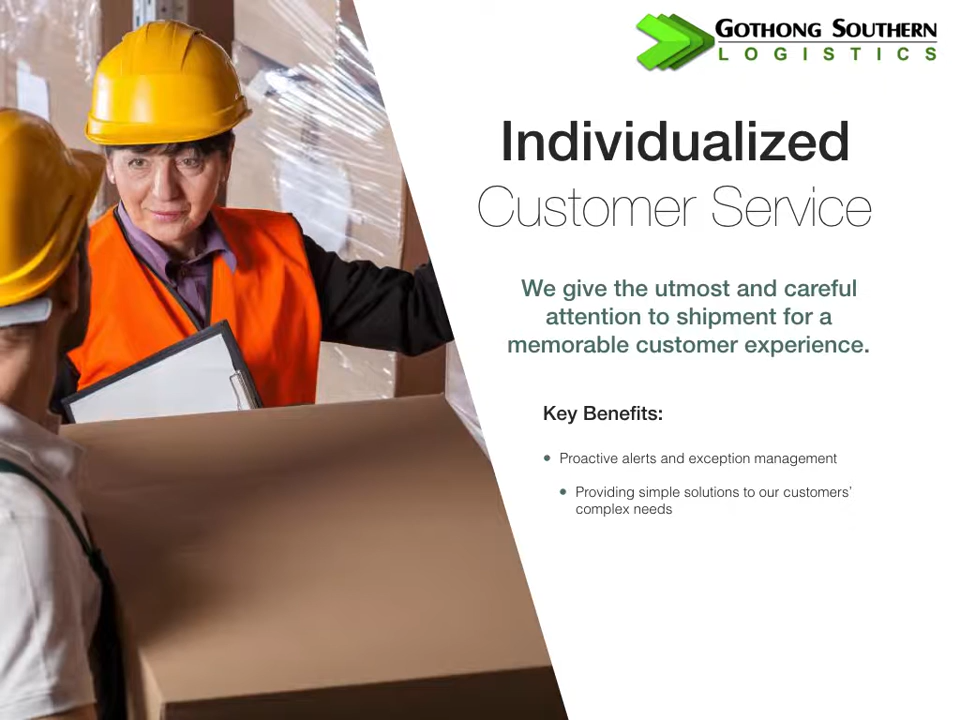 GOTHONG SOUTHERN
LOGISTICS
Individualized
Customer Service
We give the utmost and careful
attention to shipment for a
memorable customer experience.
Key Benefits:
• Proactive alerts and exception management
• Providing simple solutions to our customers’
complex needs